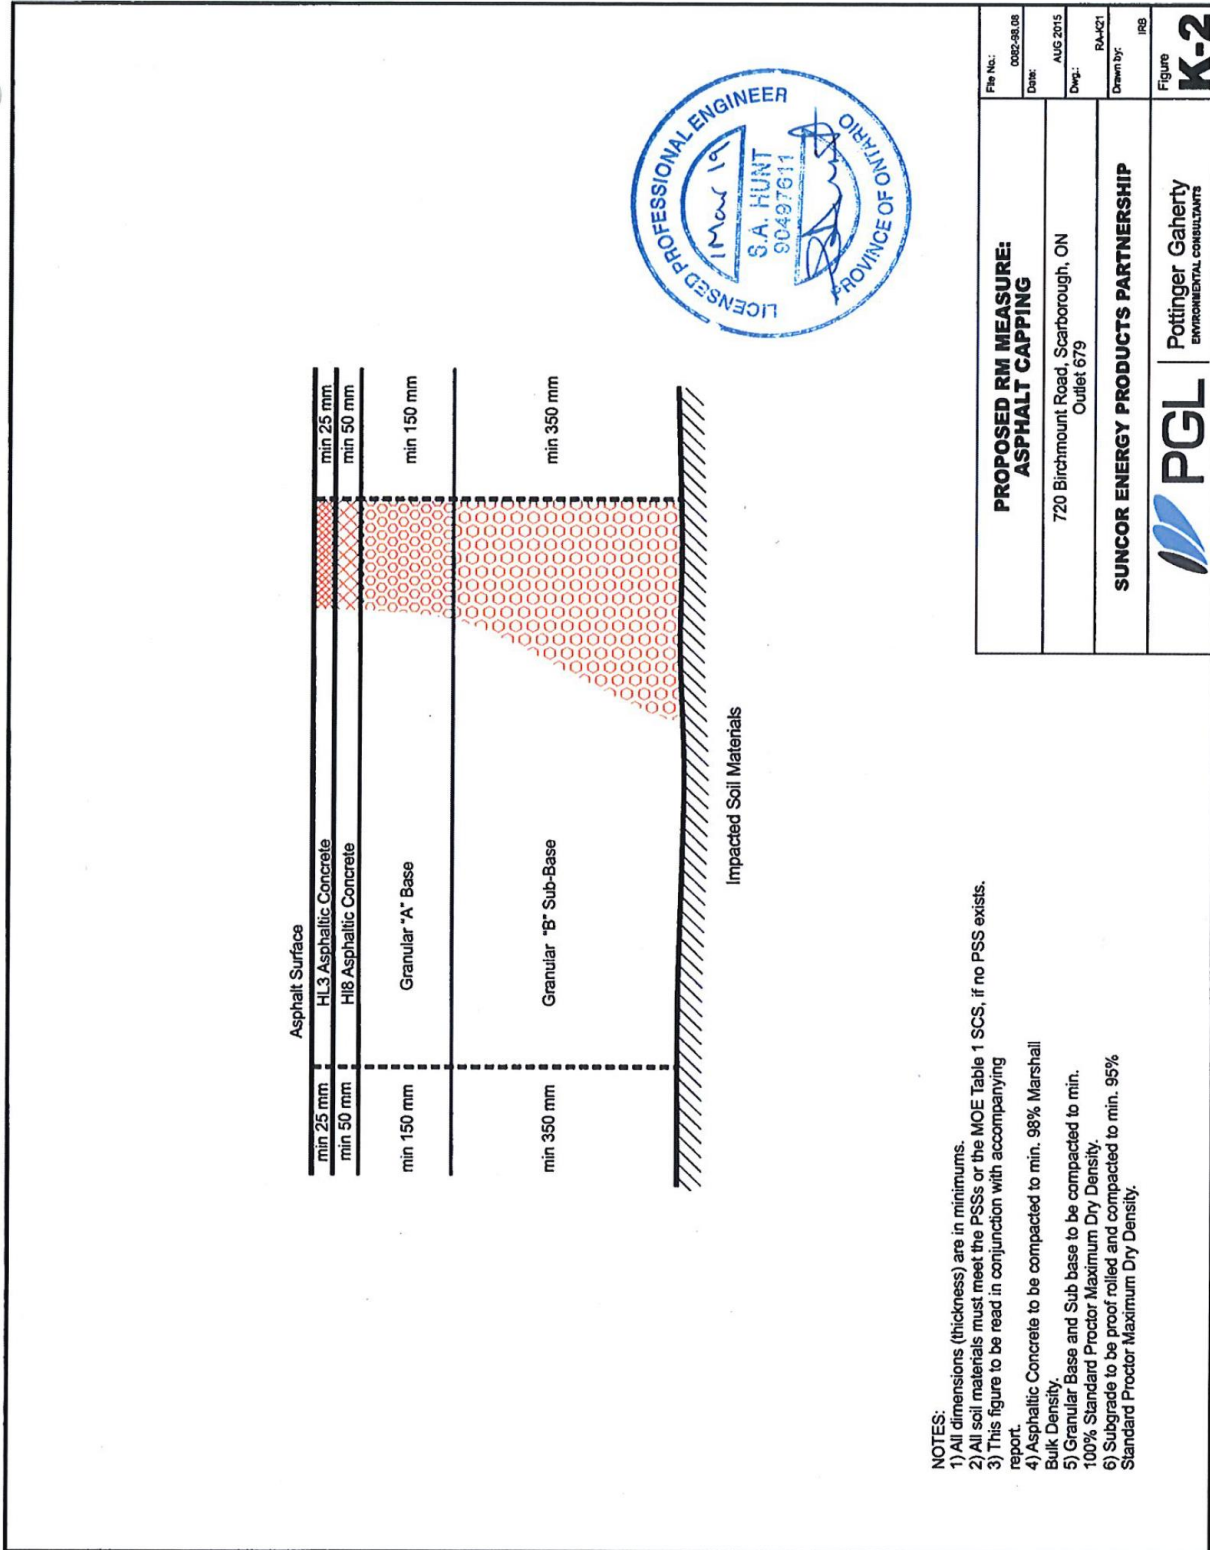 Asphalt Surface
min 25 mm HL3 Asphaltic Concrete min 25 mm
min 50 mm Hl8 Asphaltic Concrete min 50 mm
min 150 mm Granular "A" Base min 150 mm
min 350 mm Granular "B" Sub-Base min 350 mm
Impacted Soil Materials
LICENSED PROFESSIONAL ENGINEER
1 Mar 19
S.A. HUNT
90497611
PROVINCE OF ONTARIO
NOTES:
1) All dimensions (thickness) are in minimums.
2) All soil materials must meet the PSSs or the MOE Table 1 SCS, if no PSS exists.
3) This figure to be read in conjunction with accompanying
report.
4) Asphaltic Concrete to be compacted to min. 98% Marshall
Bulk Density.
5) Granular Base and Sub base to be compacted to min.
100% Standard Proctor Maximum Dry Density.
6) Subgrade to be proof rolled and compacted to min. 95%
Standard Proctor Maximum Dry Density.
PROPOSED RM MEASURE:
ASPHALT CAPPING
720 Birchmount Road, Scarborough, ON
Outlet 679
SUNCOR ENERGY PRODUCTS PARTNERSHIP
File No.:
0082-98.08
Date:
AUG 2015
Dwg.:
RA-K21
Drawn by:
IRB
PGL
Pottinger Gaherty
ENVIRONMENTAL CONSULTANTS
Figure
K-2